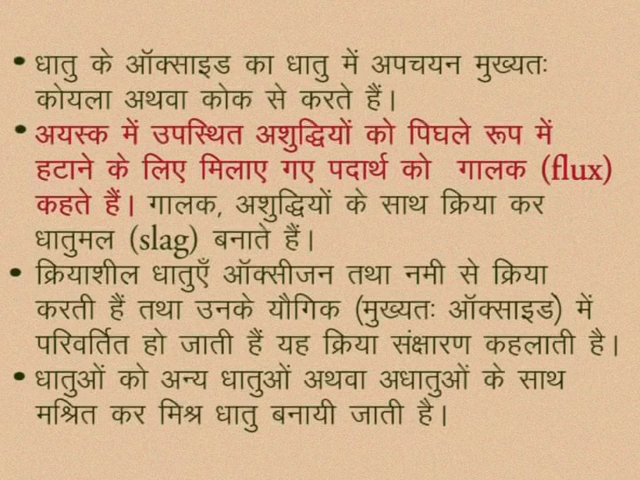 • धातु के ऑक्साइड का धातु में अपचयन मुख्यतः
कोयला अथवा कोक से करते हैं।
• अयस्क में उपस्थित अशुद्धियों को पिघले रूप में
हटाने के लिए मिलाए गए पदार्थ को गालक (flux)
कहते हैं। गालक, अशुद्धियों के साथ क्रिया कर
धातुमल (slag) बनाते हैं।
• क्रियाशील धातुएँ ऑक्सीजन तथा नमी से क्रिया
करती हैं तथा उनके यौगिक (मुख्यतः ऑक्साइड) में
परिवर्तित हो जाती हैं यह क्रिया संक्षारण कहलाती है।
• धातुओं को अन्य धातुओं अथवा अधातुओं के साथ
मश्रित कर मिश्र धातु बनायी जाती है।